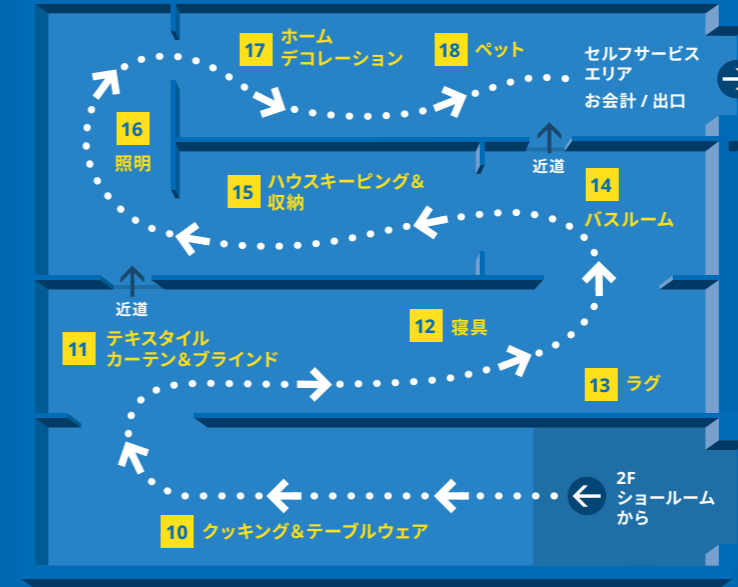 17
ホーム
デコレーション
18
ペット
セルフサービス
エリア
お会計 / 出口
16
照明
15
ハウスキーピング&
収納
近道
14
バスルーム
近道
11
テキスタイル
カーテン&ブラインド
12
寝具
13
ラグ
2F
ショールーム
から
10
クッキング&テーブルウェア